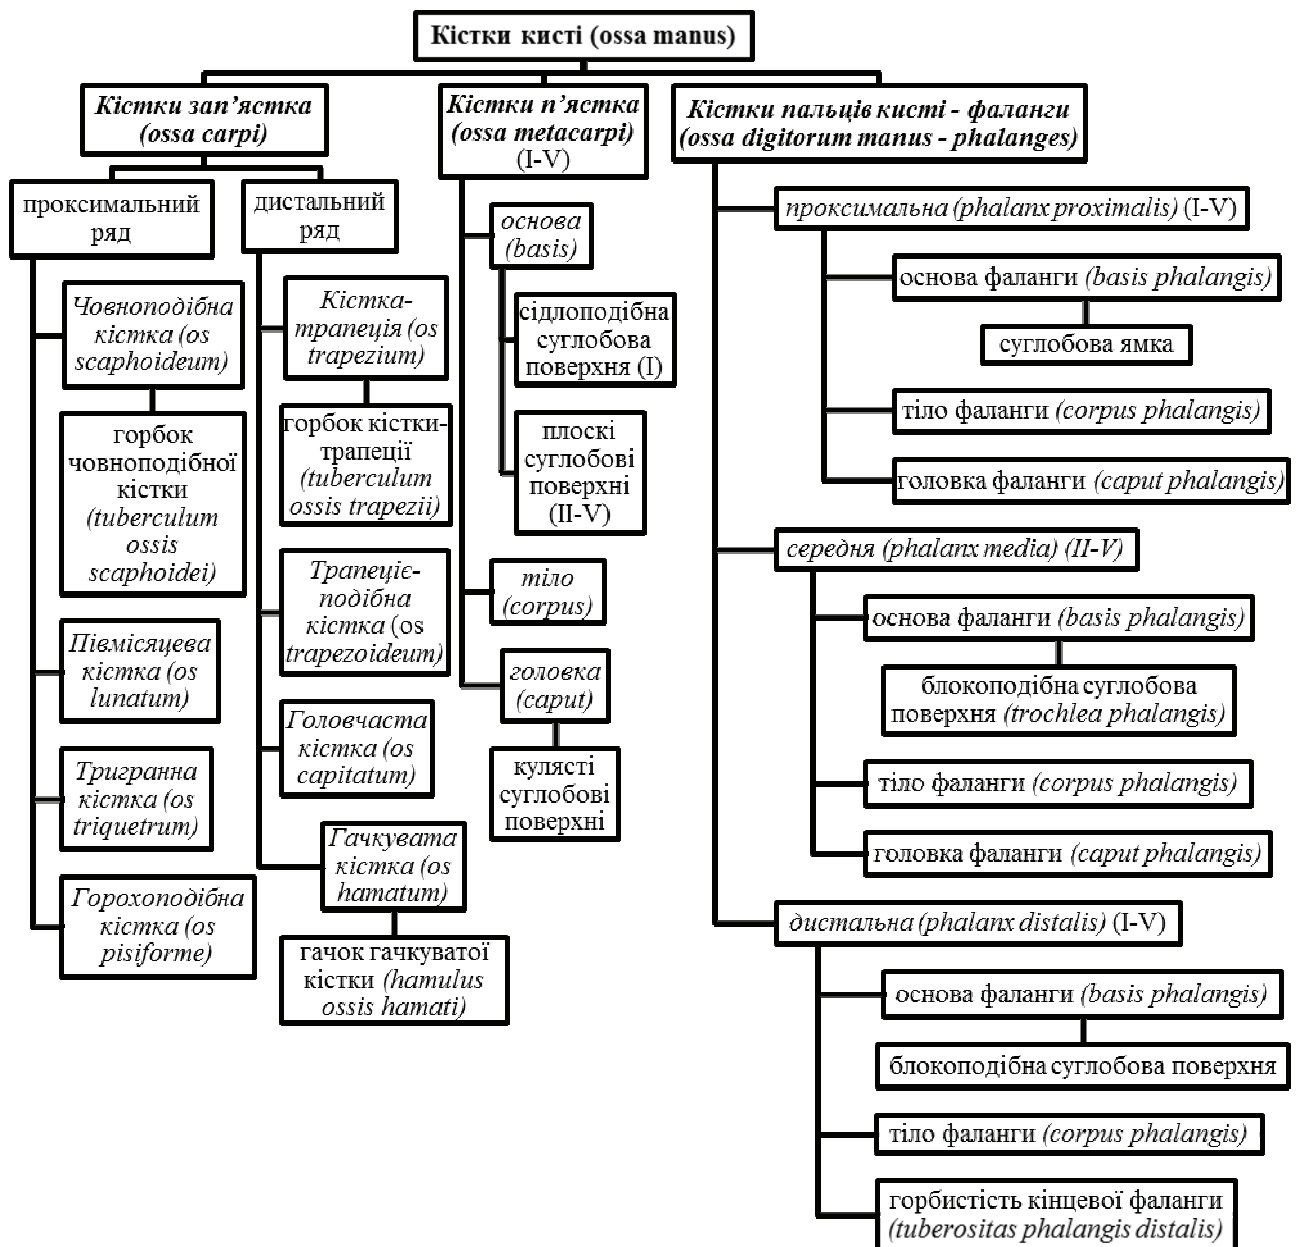 Кістки кисті (ossa manus)
Кістки зап’ястка
(ossa carpi)
проксимальний
ряд
Човноподібна
кістка (os
scaphoideum)
горбок
човноподібної
кістки
(tuberculum
ossis
scaphoidei)
Півмісяцева
кістка (os
lunatum)
Тригранна
кістка (os
triquetrum)
Горохоподібна
кістка (os
pisiforme)
дистальний
ряд
Кістка-
трапеція (os
trapezium)
горбок кістки-
трапеції
(tuberculum
ossis trapezii)
Трапеціє-
подібна
кістка (os
trapezoideum)
Головчаста
кістка (os
capitatum)
Гачкувата
кістка (os
hamatum)
гачок гачкуватої
кістки (hamulus
ossis hamati)
Кістки п’ястка
(ossa metacarpi)
(I-V)
основа
(basis)
сідлоподібна
суглобова
поверхня (I)
плоскі
суглобові
поверхні
(II-V)
тіло
(corpus)
головка
(caput)
кулясті
суглобові
поверхні
Кістки пальців кисті - фаланги
(ossa digitorum manus - phalanges)
проксимальна (phalanx proximalis) (I-V)
основа фаланги (basis phalangis)
суглобова ямка
тіло фаланги (corpus phalangis)
головка фаланги (caput phalangis)
середня (phalanx media) (II-V)
основа фаланги (basis phalangis)
блокоподібна суглобова
поверхня (trochlea phalangis)
тіло фаланги (corpus phalangis)
головка фаланги (caput phalangis)
дистальна (phalanx distalis) (I-V)
основа фаланги (basis phalangis)
блокоподібна суглобова поверхня
тіло фаланги (corpus phalangis)
горбистість кінцевої фаланги
(tuberositas phalangis distalis)